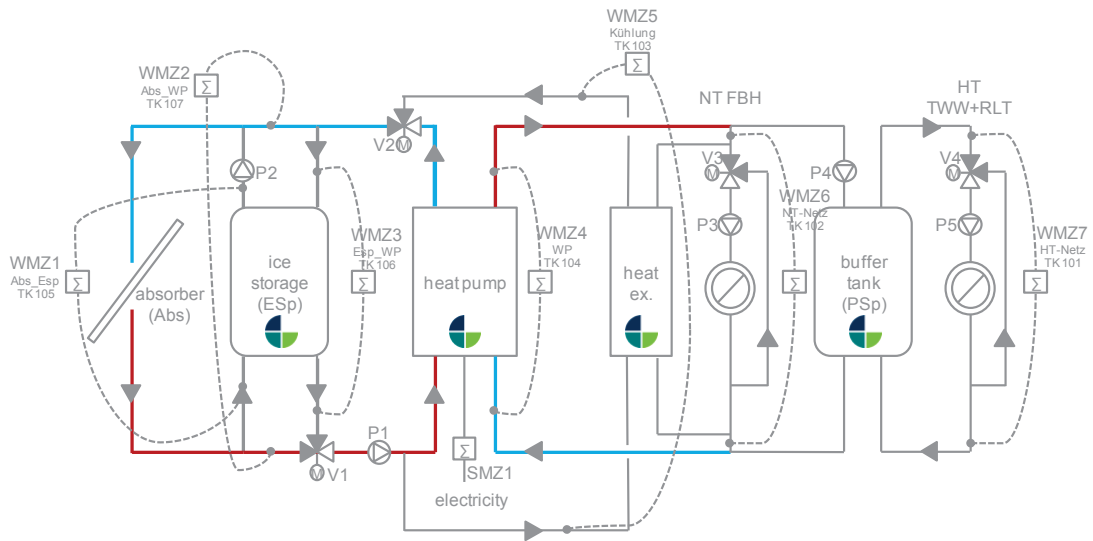 WMZ5
Kühlung
TK103
WMZ2
Abs_WP
TK107
Σ
Σ
NT FBH
HT
TWW+RLT
V2
M
P2
V3
M
P4
V4
M
WMZ6
NT-Netz
TK102
P3
P5
WMZ1
Abs_Esp
TK105
Σ
absorber
(Abs)
ice
storage
(ESp)
WMZ3
Esp_WP
TK106
Σ
heat pump
WMZ4
WP
TK104
Σ
heat
ex.
Σ
buffer
tank
(PSp)
WMZ7
HT-Netz
TK101
Σ
P1
M
V1
Σ
SMZ1
electricity